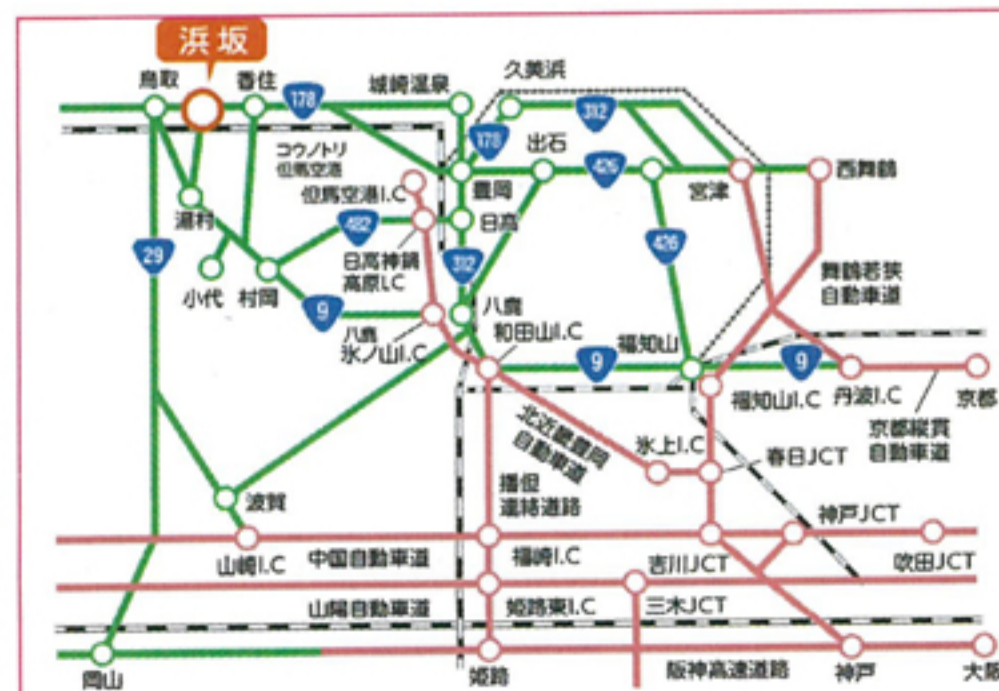 浜坂
鳥取
香住
178
城崎温泉
久美浜
312
178
出石
コウノトリ
但馬空港
但馬空港I.C
豊岡
426
宮津
西舞鶴
湯村
482
日高
29
日高神鍋
高原I.C
312
426
舞鶴若狭
自動車道
小代
村岡
9
八鹿
氷ノ山I.C
八鹿
和田山I.C
9
福知山
9
福知山I.C
丹波I.C
京都
北近畿豊岡
自動車道
氷上I.C
京都縦貫
自動車道
春日JCT
波賀
播但
連絡道路
神戸JCT
山崎I.C
中国自動車道
福崎I.C
吉川JCT
吹田JCT
山陽自動車道
姫路東I.C
三木JCT
岡山
姫路
阪神高速道路
神戸
大阪